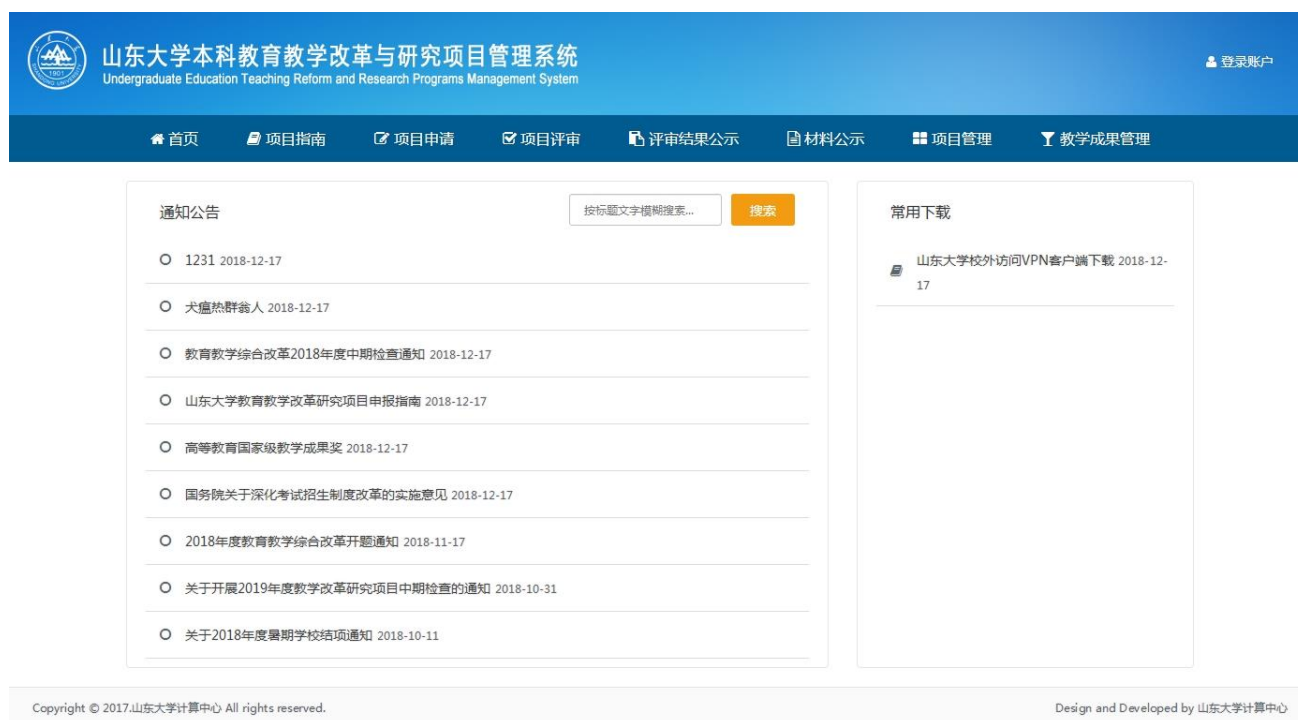 山东大学本科教育教学改革与研究项目管理系统
Undergraduate Education Teaching Reform and Research Programs Management System
登录账户
1901
首页 项目指南 项目申请 项目评审 评审结果公示 材料公示 项目管理 教学成果管理
通知公告
按标题文字模糊搜索...
搜索
1231 2018-12-17
犬瘟热群翁人 2018-12-17
教育教学综合改革2018年度中期检查通知 2018-12-17
山东大学教育教学改革研究项目申报指南 2018-12-17
高等教育国家级教学成果奖 2018-12-17
国务院关于深化考试招生制度改革的实施意见 2018-12-17
2018年度教育教学综合改革开题通知 2018-11-17
关于开展2019年度教学改革研究项目中期检查的通知 2018-10-31
关于2018年度暑期学校结项通知 2018-10-11
常用下载
山东大学校外访问VPN客户端下载 2018-12-
17
Copyright © 2017.山东大学计算中心 All rights reserved.
Design and Developed by 山东大学计算中心